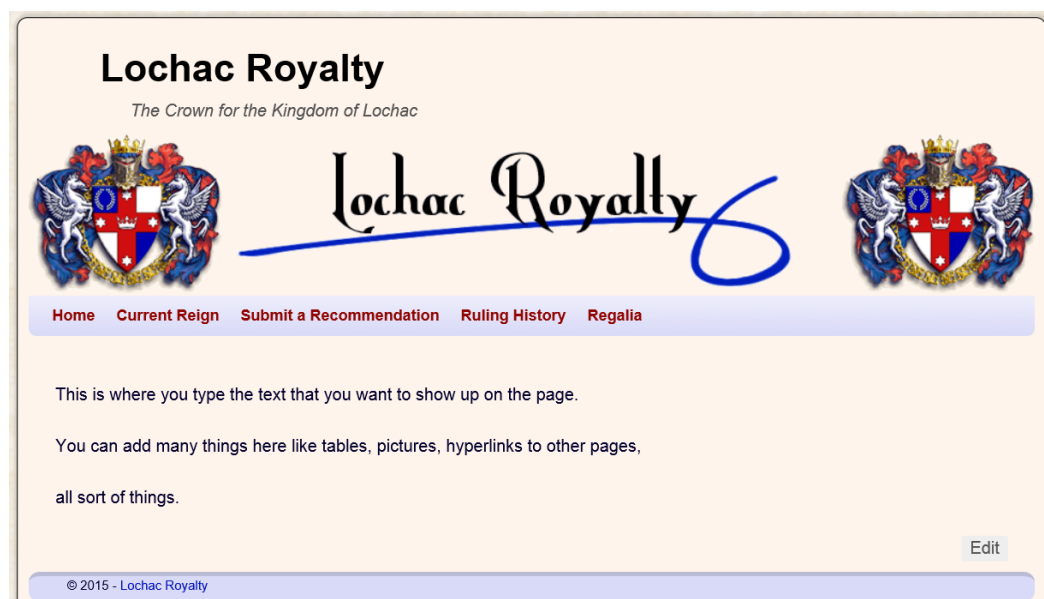 Lochac Royalty
The Crown for the Kingdom of Lochac
Lochac Royalty
Home Current Reign Submit a Recommendation Ruling History Regalia
This is where you type the text that you want to show up on the page.
You can add many things here like tables, pictures, hyperlinks to other pages,
all sort of things.
Edit
© 2015 - Lochac Royalty